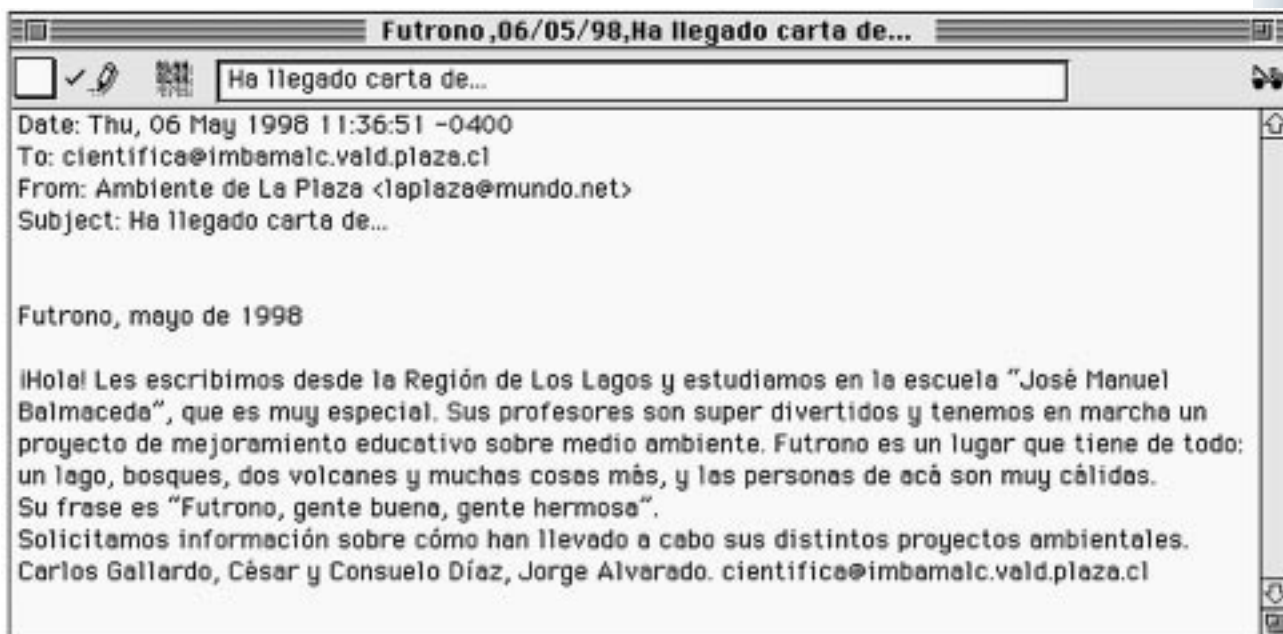 Futrono,06/05/98,Ha llegado carta de...
Ha llegado carta de...
Date: Thu, 06 May 1998 11:36:51 -0400
To: cientifica@imbamalc.vald.plaza.cl
From: Ambiente de La Plaza <laplaza@mundo.net>
Subject: Ha llegado carta de...
Futrono, mayo de 1998
¡Hola! Les escribimos desde la Región de Los Lagos y estudiamos en la escuela "José Manuel
Balmaceda", que es muy especial. Sus profesores son super divertidos y tenemos en marcha un
proyecto de mejoramiento educativo sobre medio ambiente. Futrono es un lugar que tiene de todo:
un lago, bosques, dos volcanes y muchas cosas más, y las personas de acá son muy cálidas.
Su frase es "Futrono, gente buena, gente hermosa".
Solicitamos información sobre cómo han llevado a cabo sus distintos proyectos ambientales.
Carlos Gallardo, César y Consuelo Díaz, Jorge Alvarado. cientifica@imbamalc.vald.plaza.cl